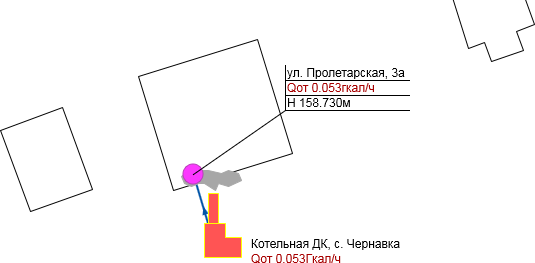 ул. Пролетарская, 3а
Qот 0.053гкал/ч
Н 158.730м
Котельная ДК, с. Чернавка
Qот 0.053Гкал/ч